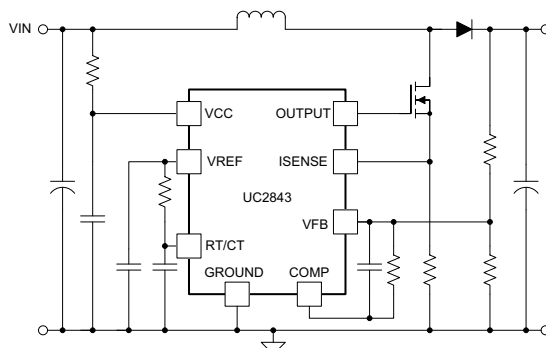 VIN
VCC
OUTPUT
VREF
ISENSE
UC2843
VFB
RT/CT
GROUND
COMP